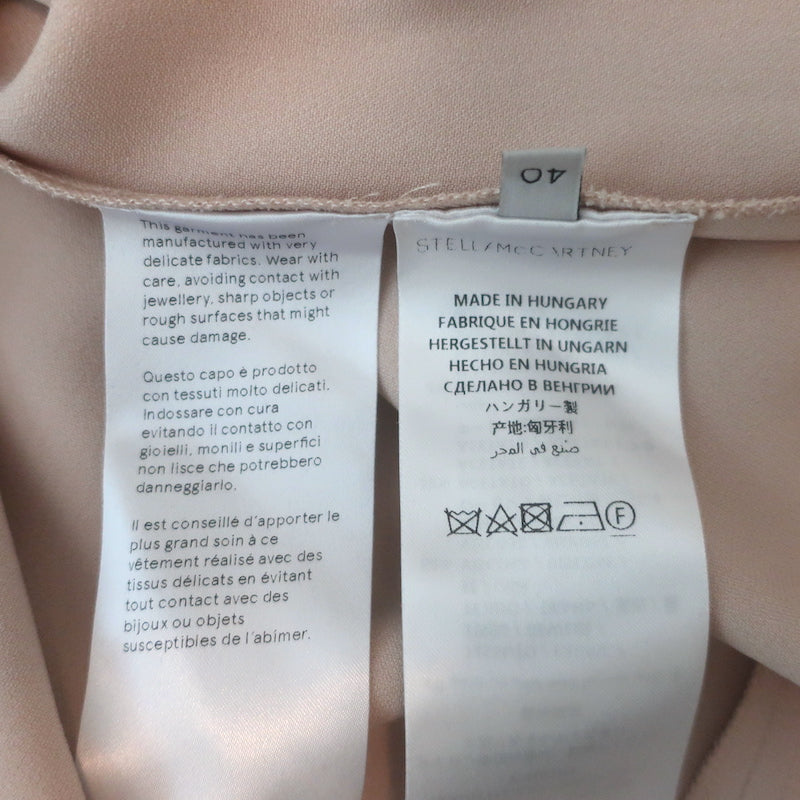 40
This garment has been
manufactured with very
delicate fabrics. Wear with
care, avoiding contact with
jewellery, sharp objects or
rough surfaces that might
cause damage.
Questo capo è prodotto
con tessuti molto delicati.
Indossare con cura
evitando il contatto con
gioielli, monili e superfici
non lisce che potrebbero
danneggiarlo.
Il est conseillé d'apporter le
plus grand soin à ce
vêtement réalisé avec des
tissus délicats en évitant
tout contact avec des
bijoux ou objets
susceptibles de l'abîmer.
STELLA McCARTNEY
MADE IN HUNGARY
FABRIQUE EN HONGRIE
HERGESTELLT IN UNGARN
HECHO EN HUNGRIA
СДЕЛАНО В ВЕНГРИИ
ハンガリー製
产地:匈牙利
صنع في المجر
F